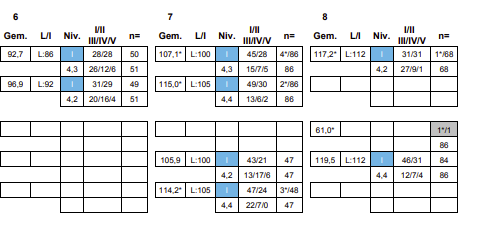 6 7 8
I/II I/II I/II
Gem. L/I Niv. III/IV/V n= Gem. L/I Niv. III/IV/V n= Gem. L/I Niv. III/IV/V n=
92,7 L:86 I 28/28 50 107,1* L:100 I 45/28 4*/86 117,2* L:112 I 31/31 1*/68
4,3 26/12/6 51 4,3 15/7/5 86 4,2 27/9/1 68
96,9 L:92 I 31/29 49 115,0* L:105 I 49/30 2*/86
4,2 20/16/4 51 4,4 13/6/2 86
61,0* 1*/1
86
105,9 L:100 I 43/21 47 119,5 L:112 I 46/31 84
4,2 13/17/6 47 4,4 12/7/4 86
114,2* L:105 I 47/24 3*/48
4,4 22/7/0 47